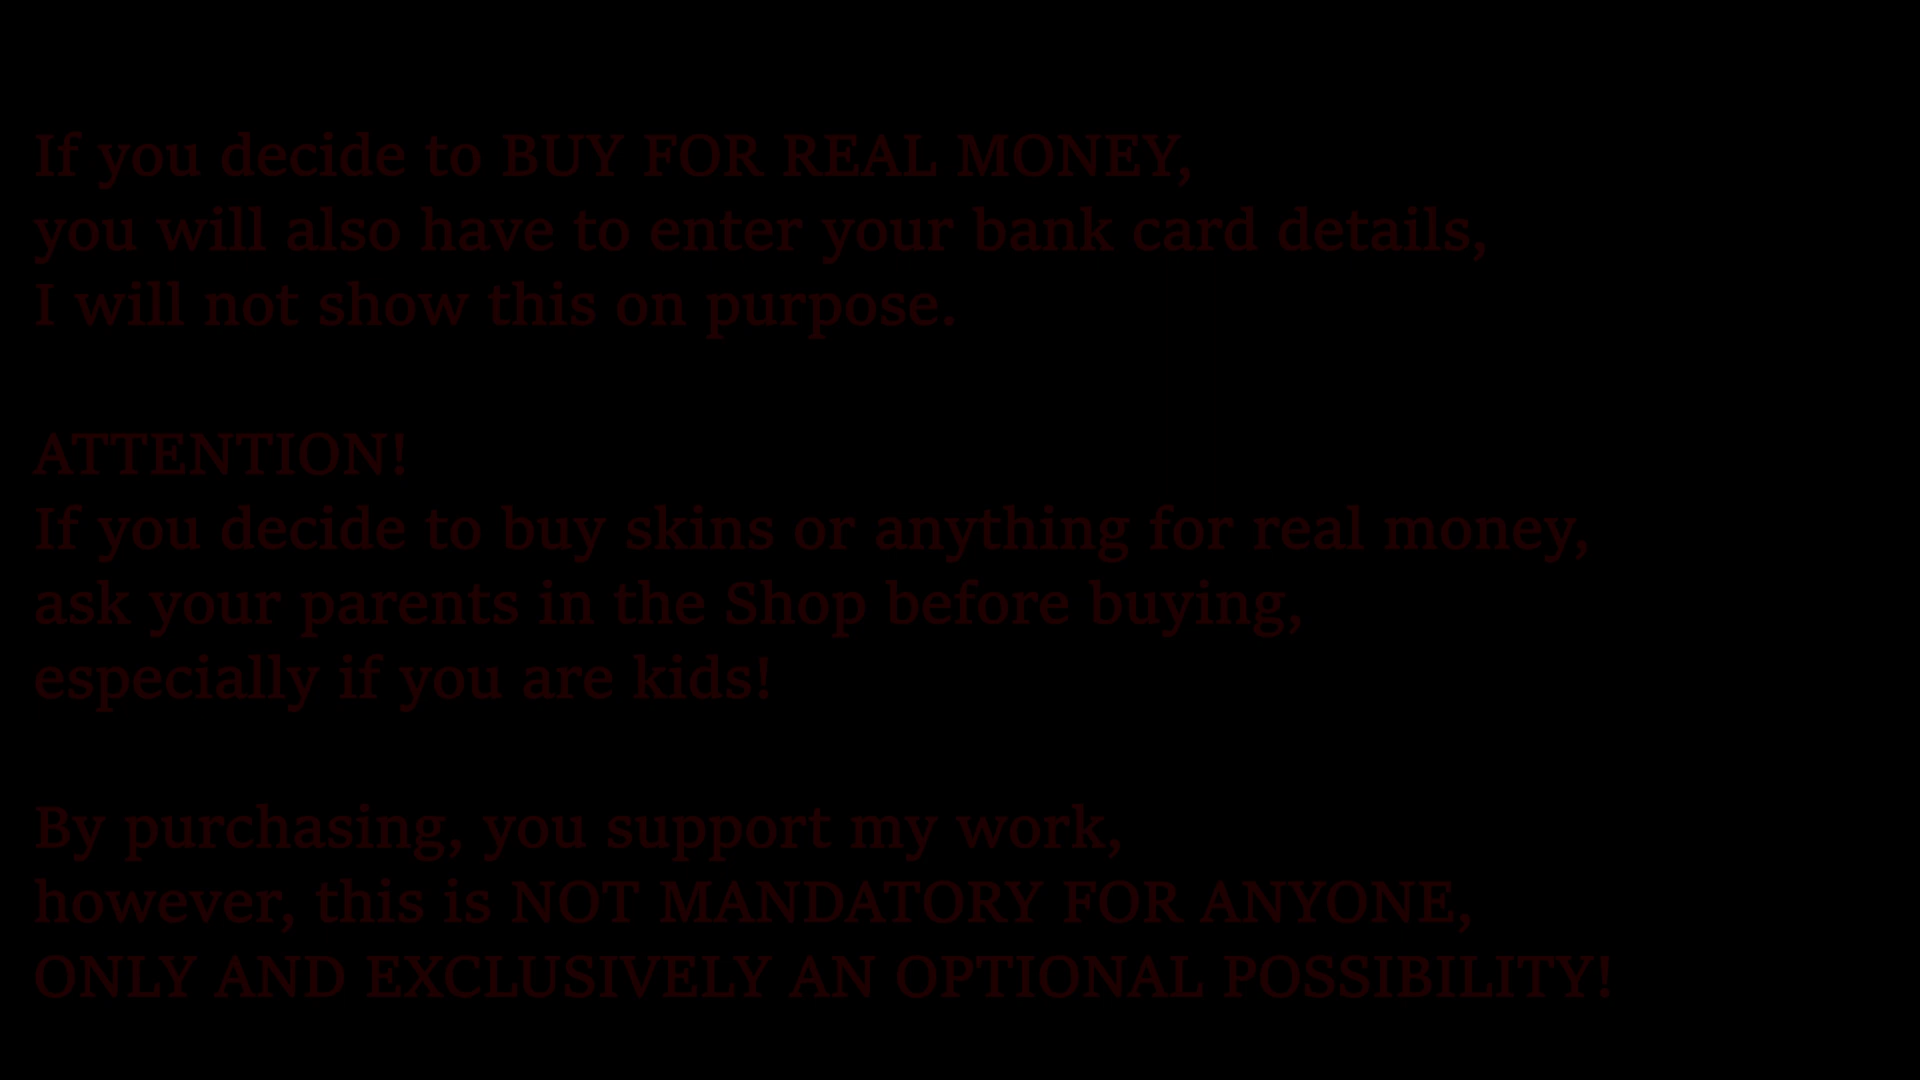 If you decide to BUY FOR REAL MONEY,
you will also have to enter your bank card details,
I will not show this on purpose.
ATTENTION!
If you decide to buy skins or anything for real money,
ask your parents in the Shop before buying,
especially if you are kids!
By purchasing, you support my work,
however, this is NOT MANDATORY FOR ANYONE,
ONLY AND EXCLUSIVELY AN OPTIONAL POSSIBILITY!